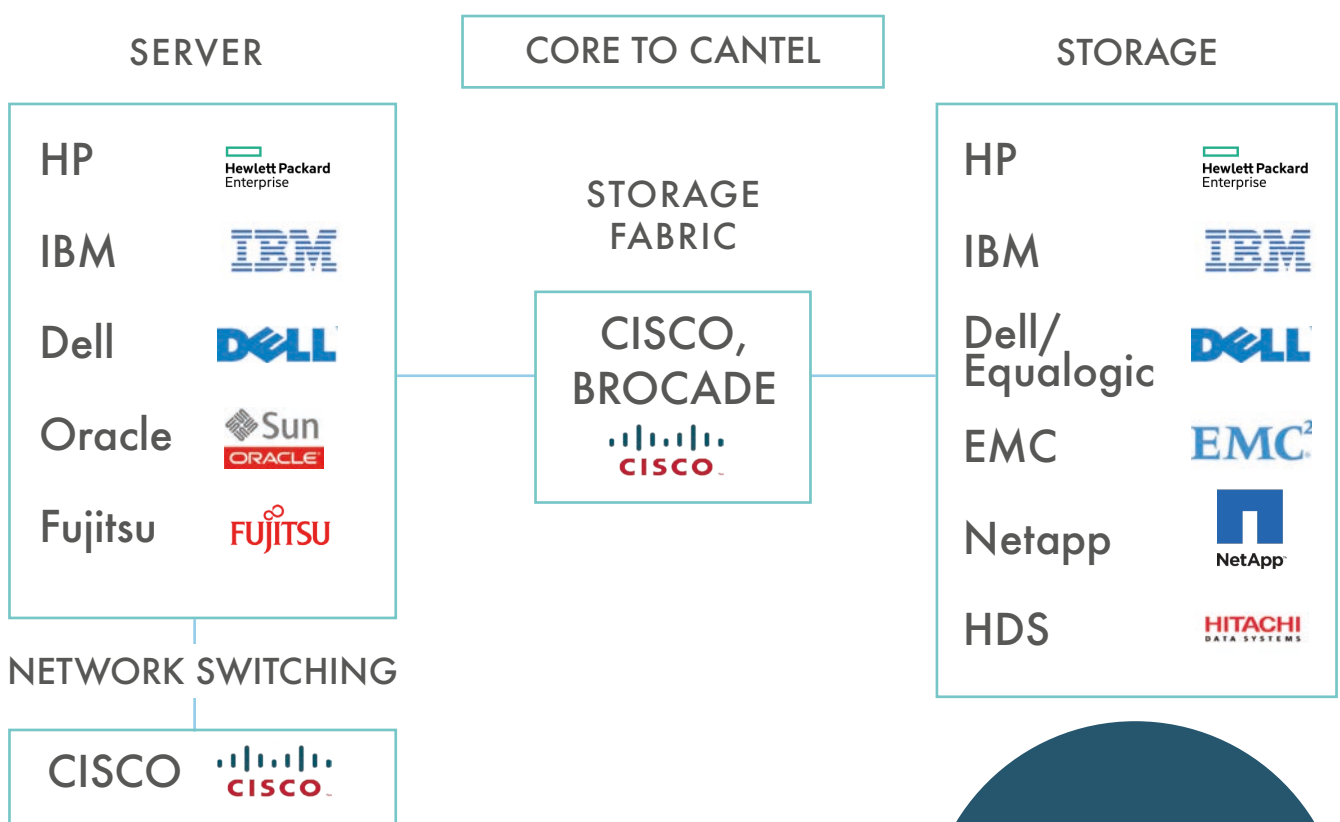 SERVER
CORE TO CANTEL
STORAGE
HP
Hewlett Packard
Enterprise
IBM
IBM
Dell
DELL
Oracle
Sun
ORACLE
Fujitsu
FUJITSU
STORAGE
FABRIC
CISCO,
BROCADE
CISCO
HP
Hewlett Packard
Enterprise
IBM
IBM
Dell/
Equalogic
DELL
EMC
EMC²
Netapp
NetApp
HDS
HITACHI
DATA SYSTEMS
NETWORK SWITCHING
CISCO
CISCO